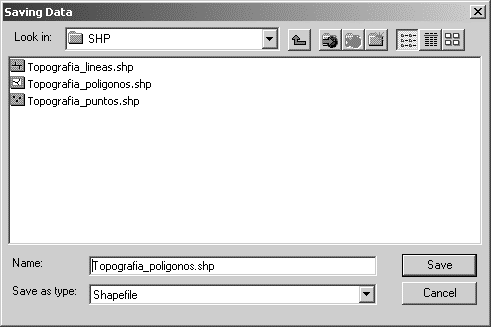 Saving Data
Look in: SHP
Topografia_lineas.shp
Topografia_poligonos.shp
Topografia_puntos.shp
Name: Topografia_poligonos.shp Save
Save as type: Shapefile Cancel